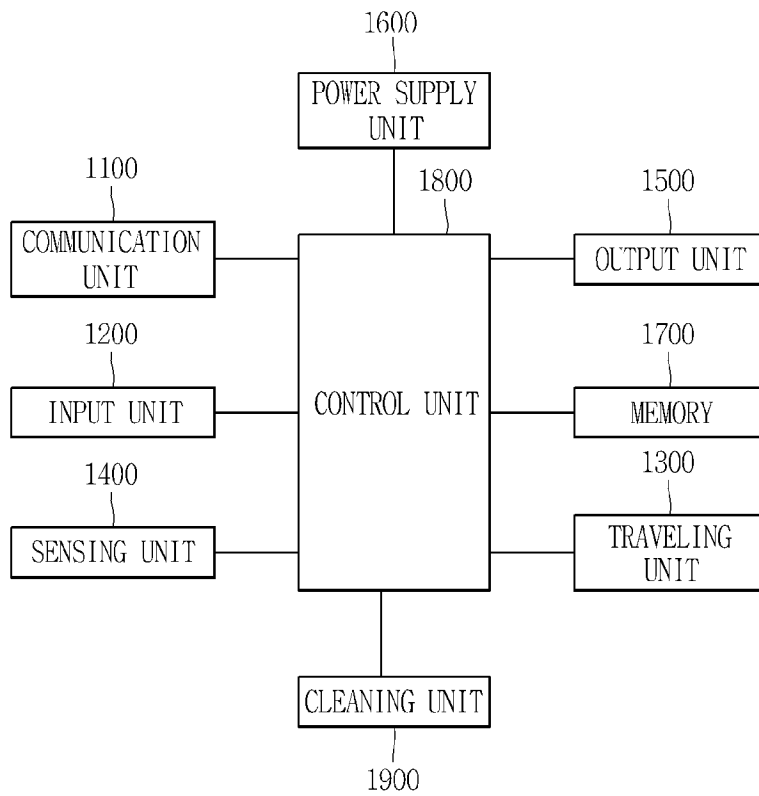 1600
POWER SUPPLY
UNIT
1100
1800
1500
COMMUNICATION
UNIT
OUTPUT UNIT
1200
1700
INPUT UNIT
CONTROL UNIT
MEMORY
1400
1300
SENSING UNIT
TRAVELING
UNIT
CLEANING UNIT
1900